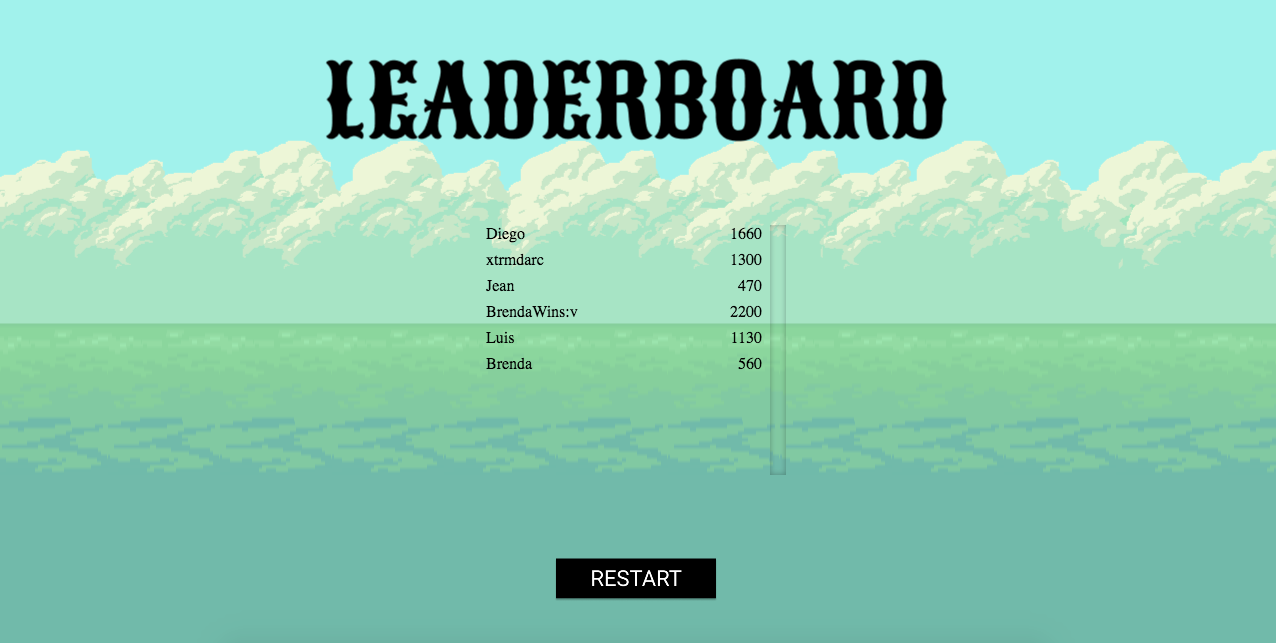 LEADERBOARD
Diego 1660
xtrmdarc 1300
Jean 470
BrendaWins:v 2200
Luis 1130
Brenda 560
RESTART